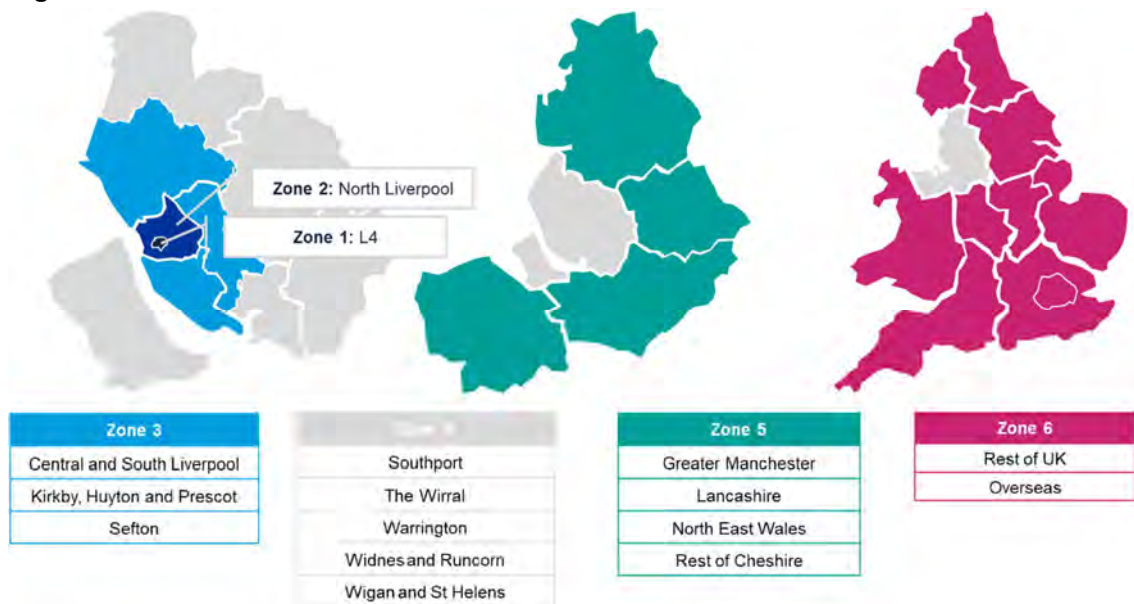 Zone 2: North Liverpool
Zone 1: L4
Zone 3
Central and South Liverpool
Kirkby, Huyton and Prescot
Sefton
Southport
The Wirral
Warrington
Widnes and Runcorn
Wigan and St Helens
Zone 5
Greater Manchester
Lancashire
North East Wales
Rest of Cheshire
Zone 6
Rest of UK
Overseas